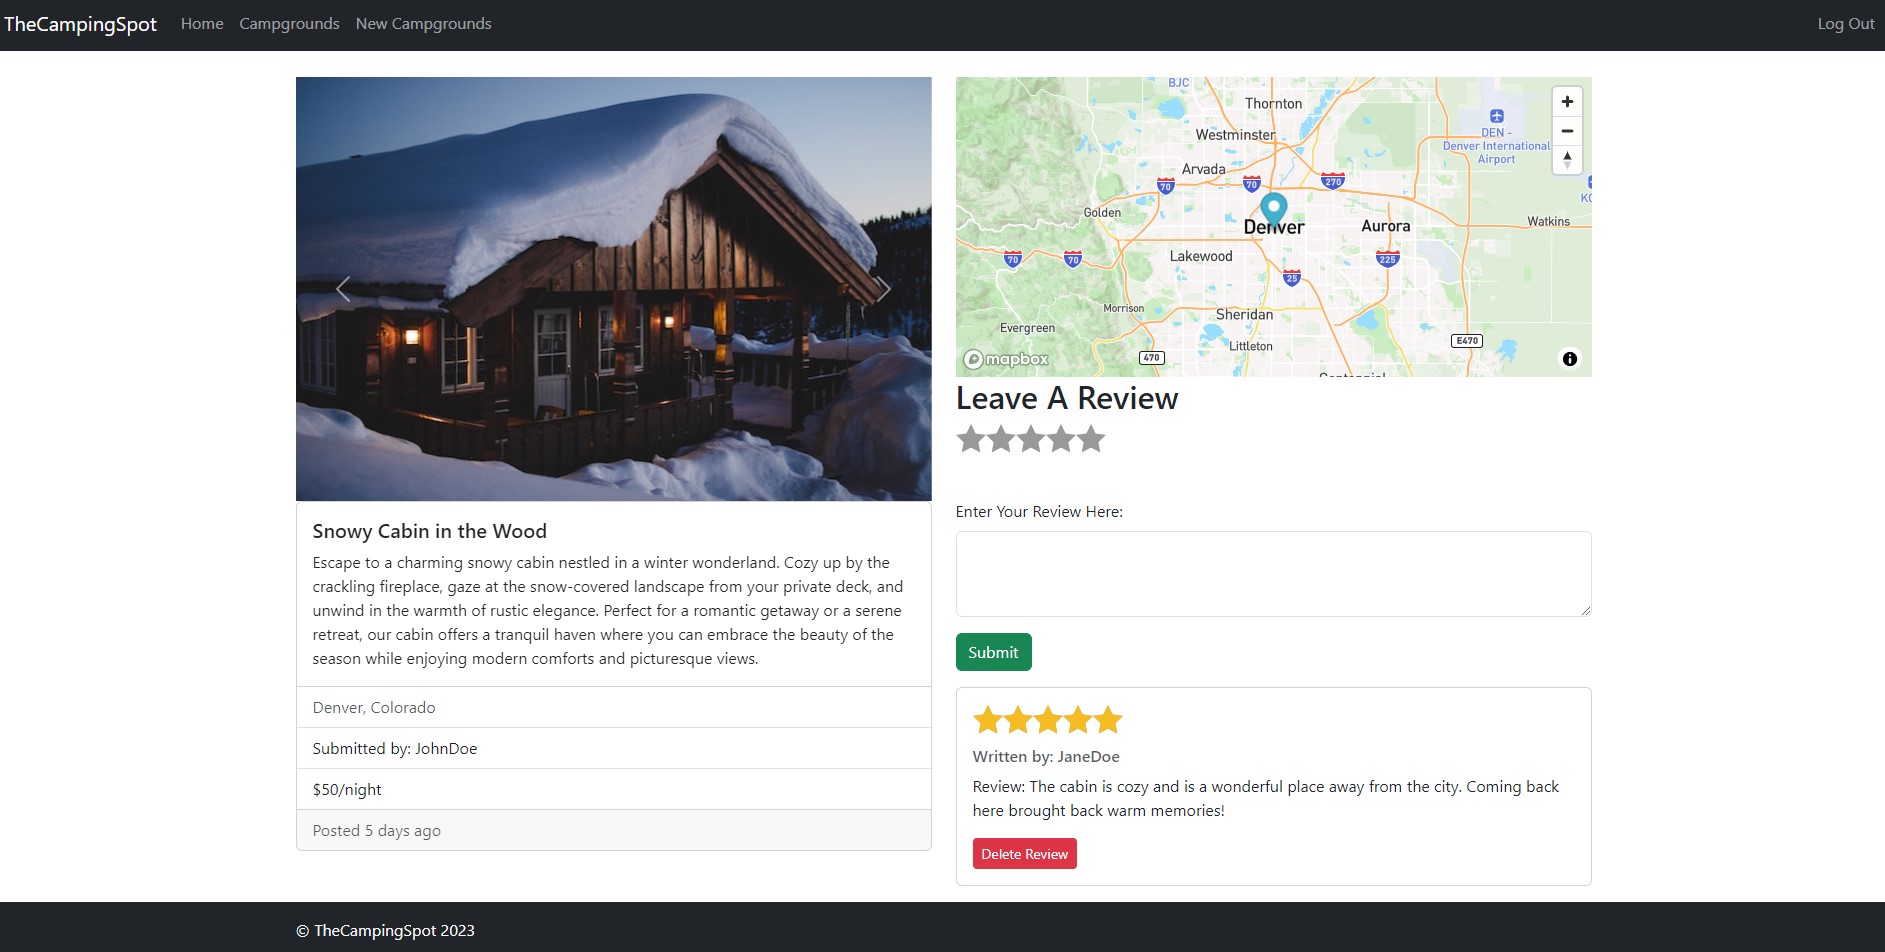 TheCampingSpot Home Campgrounds New Campgrounds Log Out
Snowy Cabin in the Wood
Escape to a charming snowy cabin nestled in a winter wonderland. Cozy up by the
crackling fireplace, gaze at the snow-covered landscape from your private deck, and
unwind in the warmth of rustic elegance. Perfect for a romantic getaway or a serene
retreat, our cabin offers a tranquil haven where you can embrace the beauty of the
season while enjoying modern comforts and picturesque views.
Denver, Colorado
Submitted by: JohnDoe
$50/night
Posted 5 days ago
BJC
Thornton
Westminster
DEN -
Denver International
Airport
Arvada
70
70
270
Golden
Denver
Aurora
Watkins
70
70
Lakewood
225
25
Morrison
Sheridan
Evergreen
Littleton
E470
mapbox
470
Leave A Review
Enter Your Review Here:
Submit
Written by: JaneDoe
Review: The cabin is cozy and is a wonderful place away from the city. Coming back
here brought back warm memories!
Delete Review
© TheCampingSpot 2023